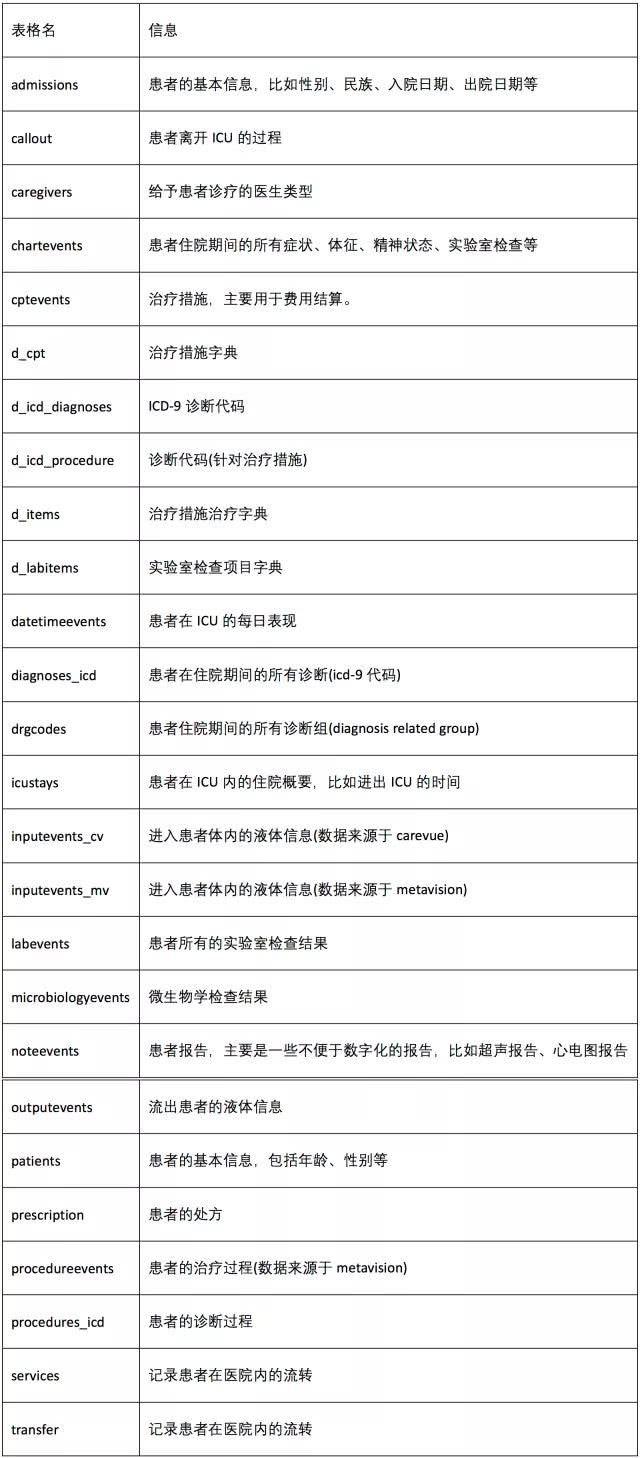 表格名 信息
admissions 患者的基本信息，比如性别、民族、入院日期、出院日期等
callout 患者离开 ICU 的过程
caregivers 给予患者诊疗的医生类型
chartevents 患者住院期间的所有症状、体征、精神状态、实验室检查等
cptevents 治疗措施，主要用于费用结算。
d_cpt 治疗措施字典
d_icd_diagnoses ICD-9 诊断代码
d_icd_procedure 诊断代码(针对治疗措施)
d_items 治疗措施治疗字典
d_labitems 实验室检查项目字典
datetimeevents 患者在 ICU 的每日表现
diagnoses_icd 患者在住院期间的所有诊断(icd-9 代码)
drgcodes 患者住院期间的所有诊断组(diagnosis related group)
icustays 患者在 ICU 内的住院概要，比如进出 ICU 的时间
inputevents_cv 进入患者体内的液体信息(数据来源于 carevue)
inputevents_mv 进入患者体内的液体信息(数据来源于 metavision)
labevents 患者所有的实验室检查结果
microbiologyevents 微生物学检查结果
noteevents 患者报告，主要是一些不便于数字化的报告，比如超声报告、心电图报告
outputevents 流出患者的液体信息
patients 患者的基本信息，包括年龄、性别等
prescription 患者的处方
procedureevents 患者的治疗过程(数据来源于 metavision)
procedures_icd 患者的诊断过程
services 记录患者在医院内的流转
transfer 记录患者在医院内的流转